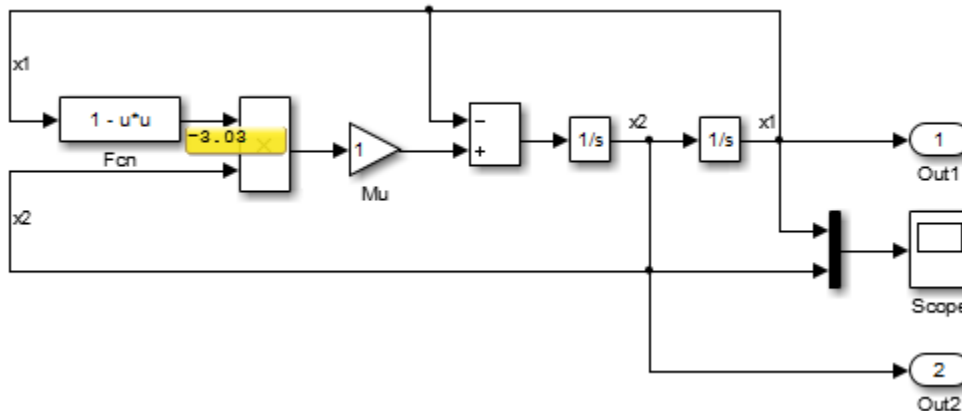 x1
1 - u*u
Fcn
-3.03
×
1
Mu
−
+
1/s
x2
1/s
x1
1
Out1
x2
Scope
2
Out2